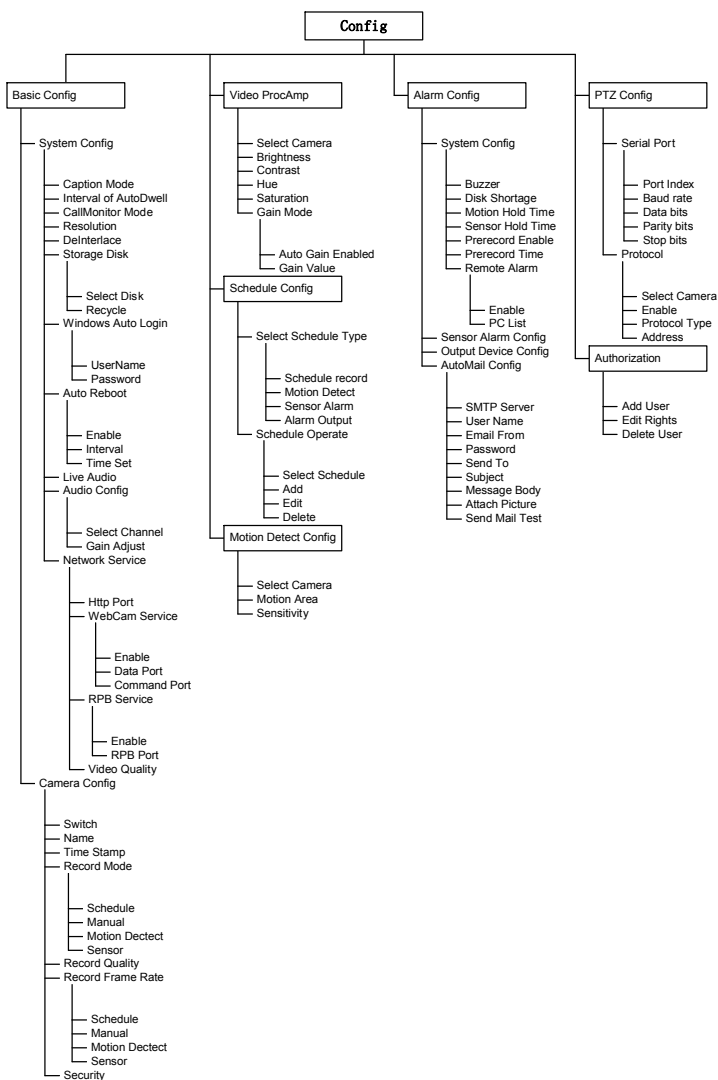 Config
Basic Config
System Config
Caption Mode
Interval of AutoDwell
CallMonitor Mode
Resolution
DeInterlace
Storage Disk
Select Disk
Recycle
Windows Auto Login
UserName
Password
Auto Reboot
Enable
Interval
Time Set
Live Audio
Audio Config
Select Channel
Gain Adjust
Network Service
Http Port
WebCam Service
Enable
Data Port
Command Port
RPB Service
Enable
RPB Port
Video Quality
Camera Config
Switch
Name
Time Stamp
Record Mode
Schedule
Manual
Motion Dectect
Sensor
Record Quality
Record Frame Rate
Schedule
Manual
Motion Dectect
Sensor
Security
Video ProcAmp
Select Camera
Brightness
Contrast
Hue
Saturation
Gain Mode
Auto Gain Enabled
Gain Value
Schedule Config
Select Schedule Type
Schedule record
Motion Detect
Sensor Alarm
Alarm Output
Schedule Operate
Select Schedule
Add
Edit
Delete
Motion Detect Config
Select Camera
Motion Area
Sensitivity
Alarm Config
System Config
Buzzer
Disk Shortage
Motion Hold Time
Sensor Hold Time
Prerecord Enable
Prerecord Time
Remote Alarm
Enable
PC List
Sensor Alarm Config
Output Device Config
AutoMail Config
SMTP Server
User Name
Email From
Password
Send To
Subject
Message Body
Attach Picture
Send Mail Test
PTZ Config
Serial Port
Port Index
Baud rate
Data bits
Parity bits
Stop bits
Protocol
Select Camera
Enable
Protocol Type
Address
Authorization
Add User
Edit Rights
Delete User